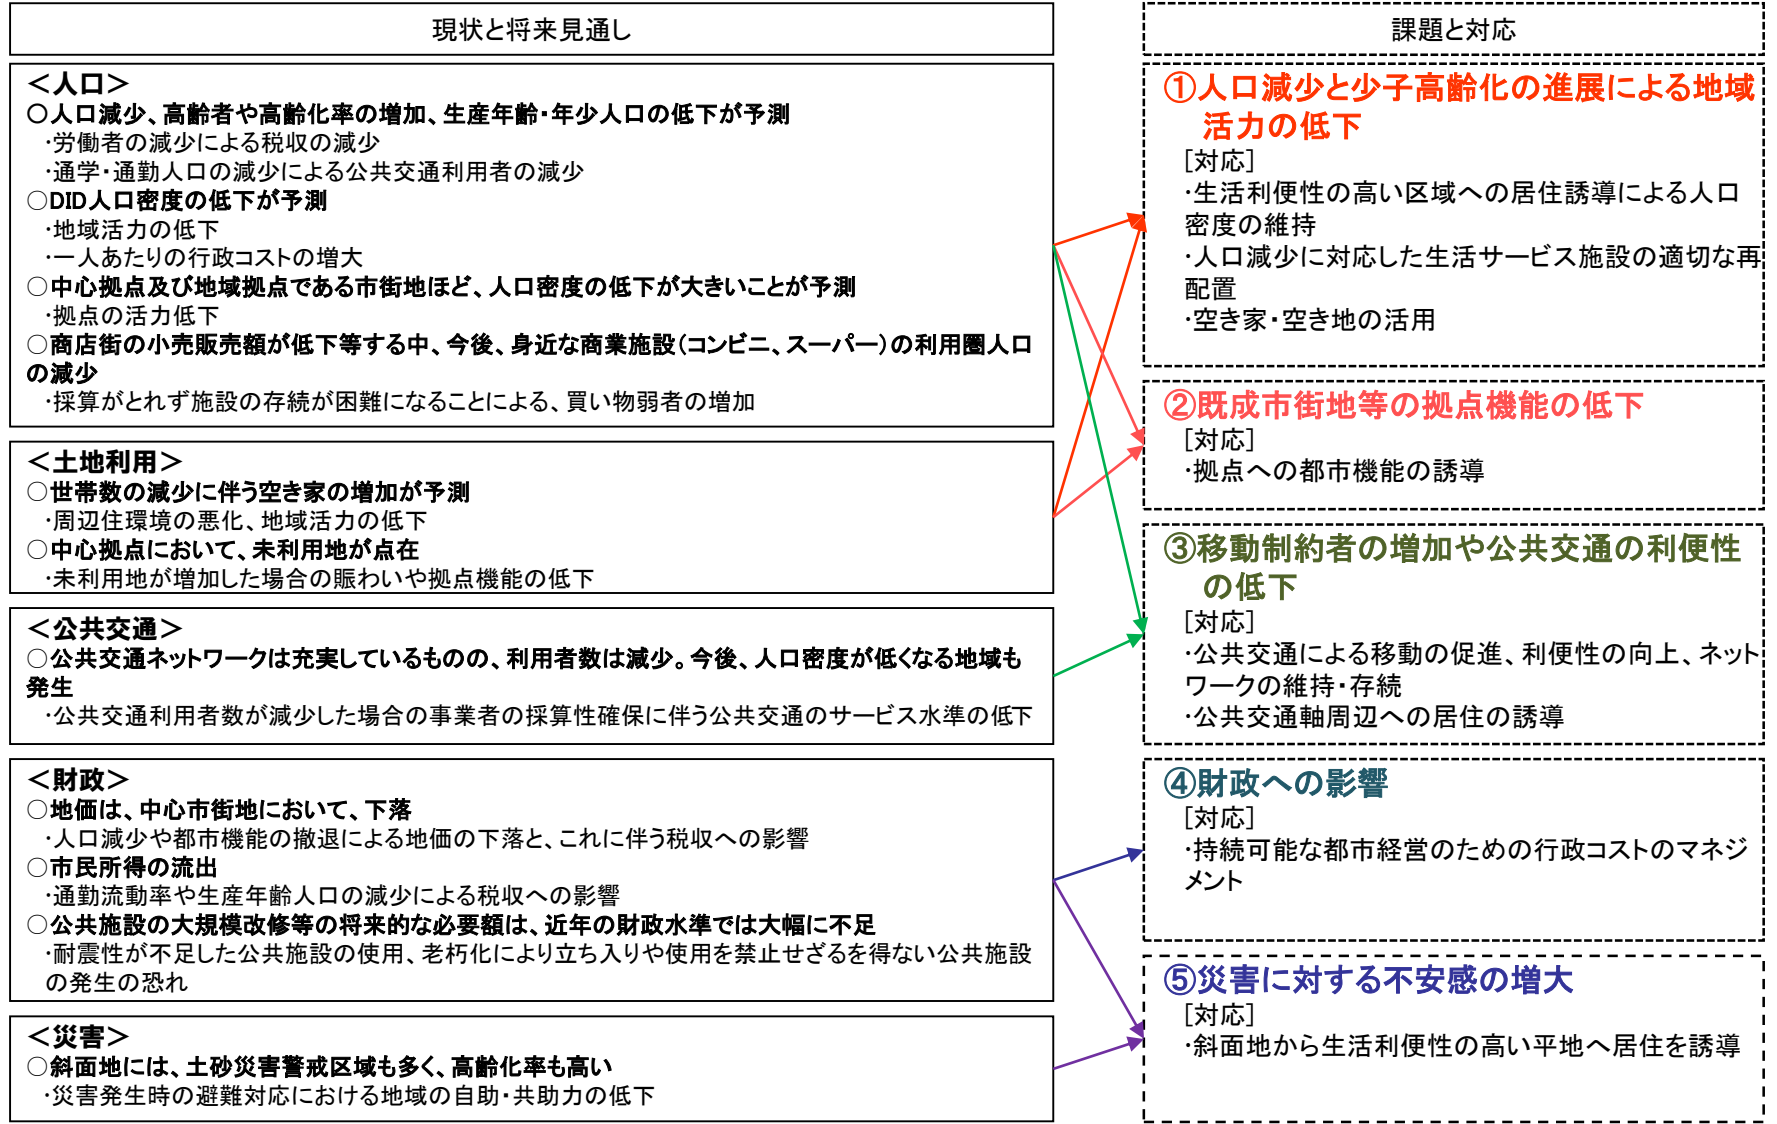 現状と将来見通し
＜人口＞
〇人口減少、高齢者や高齢化率の増加、生産年齢・年少人口の低下が予測
・労働者の減少による税収の減少
・通学・通勤人口の減少による公共交通利用者の減少
〇DID人口密度の低下が予測
・地域活力の低下
・一人あたりの行政コストの増大
〇中心拠点及び地域拠点である市街地ほど、人口密度の低下が大きいことが予測
・拠点の活力低下
〇商店街の小売販売額が低下等する中、今後、身近な商業施設（コンビニ、スーパー）の利用圏人口
の減少
・採算がとれず施設の存続が困難になることによる、買い物弱者の増加
＜土地利用＞
〇世帯数の減少に伴う空き家の増加が予測
・周辺住環境の悪化、地域活力の低下
〇中心拠点において、未利用地が点在
・未利用地が増加した場合の賑わいや拠点機能の低下
＜公共交通＞
〇公共交通ネットワークは充実しているものの、利用者数は減少。今後、人口密度が低くなる地域も
発生
・公共交通利用者数が減少した場合の事業者の採算性確保に伴う公共交通のサービス水準の低下
＜財政＞
〇地価は、中心市街地において、下落
・人口減少や都市機能の撤退による地価の下落と、これに伴う税収への影響
〇市民所得の流出
・通勤流動率や生産年齢人口の減少による税収への影響
〇公共施設の大規模改修等の将来的な必要額は、近年の財政水準では大幅に不足
・耐震性が不足した公共施設の使用、老朽化により立ち入りや使用を禁止せざるを得ない公共施設
の発生の恐れ
＜災害＞
〇斜面地には、土砂災害警戒区域も多く、高齢化率も高い
・災害発生時の避難対応における地域の自助・共助力の低下
課題と対応
①人口減少と少子高齢化の進展による地域
活力の低下
［対応］
・生活利便性の高い区域への居住誘導による人口
密度の維持
・人口減少に対応した生活サービス施設の適切な再
配置
・空き家・空き地の活用
②既成市街地等の拠点機能の低下
［対応］
・拠点への都市機能の誘導
③移動制約者の増加や公共交通の利便性
の低下
［対応］
・公共交通による移動の促進、利便性の向上、ネット
ワークの維持・存続
・公共交通軸周辺への居住の誘導
④財政への影響
［対応］
・持続可能な都市経営のための行政コストのマネジ
メント
⑤災害に対する不安感の増大
［対応］
・斜面地から生活利便性の高い平地へ居住を誘導